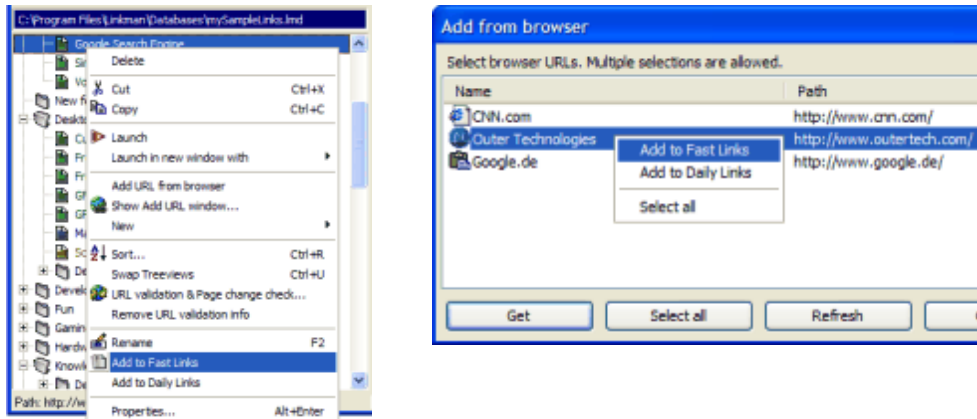 C:\Program Files\Linkman\Databases\mySampleLinks.lmd
Google Search Engine
Delete
Cut Ctrl+X
New
Copy Ctrl+C
Launch
Launch in new window with
Add URL from browser
Show Add URL window...
New
Sort... Ctrl+R
Swap Treeviews Ctrl+U
URL validation & Page change check...
Fun
Remove URL validation info
Rename F2
Add to Fast Links
Add to Daily Links
Path: http://w
Properties... Alt+Enter
Add from browser
Select browser URLs. Multiple selections are allowed.
Name Path
CNN.com http://www.cnn.com/
Outer Technologies http://www.outertech.com/
Google.de http://www.google.de/
Add to Fast Links
Add to Daily Links
Select all
Get Select all Refresh